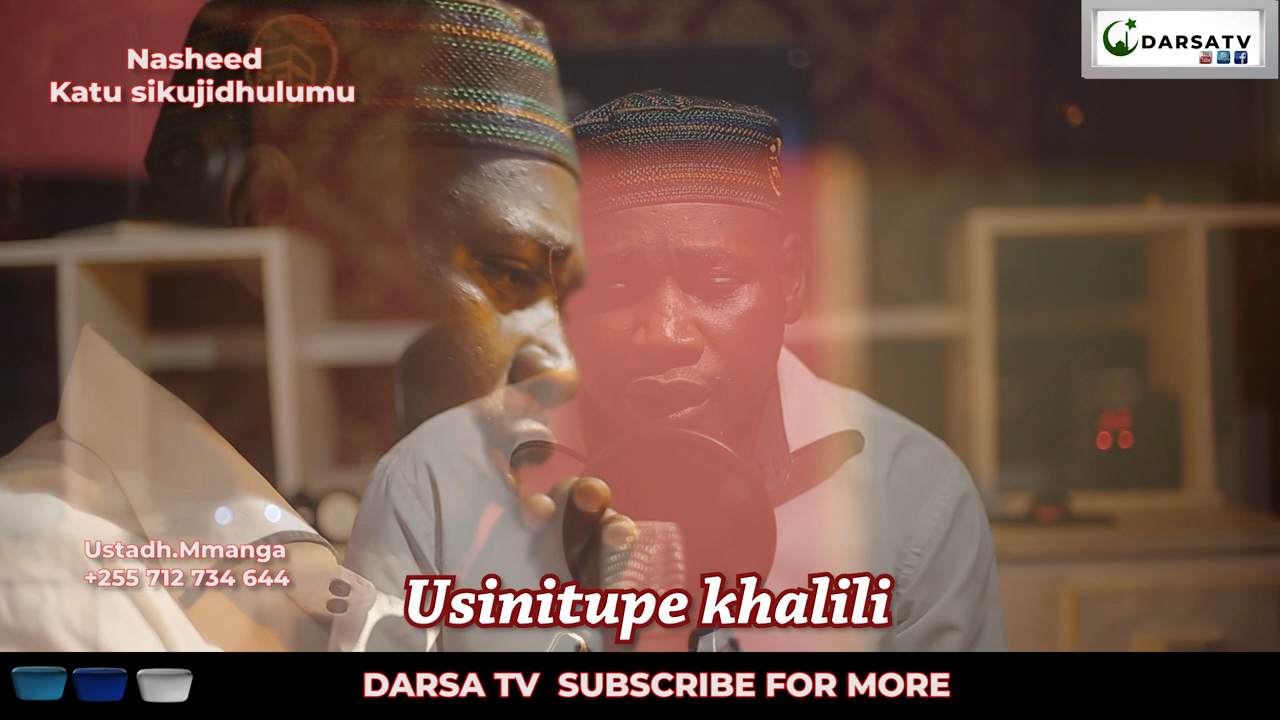 Nasheed
Katu sikujidhulumu
DARSATV
Ustadh.Mmanga
+255 712 734 644
Usinitupe khalili
DARSA TV SUBSCRIBE FOR MORE